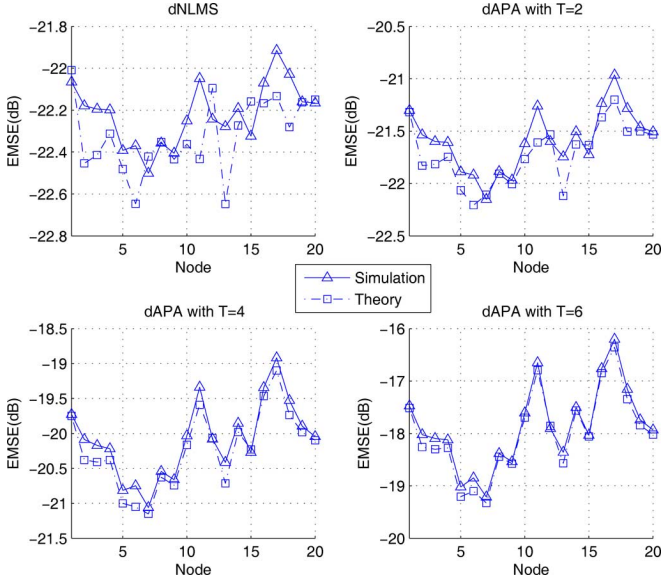 dNLMS
−21.8
−21.9
−22
−22.2
−22.4
−22.6
−22.8
EMSE(dB)
5 10 15 20
Node
dAPA with T=2
−20.5
−21
−21.5
−22
−22.5
EMSE(dB)
5 10 15 20
Node
Simulation
Theory
dAPA with T=4
−18.5
−19
−19.5
−20
−20.5
−21
−21.5
EMSE(dB)
5 10 15 20
Node
dAPA with T=6
−16
−17
−18
−19
−20
EMSE(dB)
5 10 15 20
Node